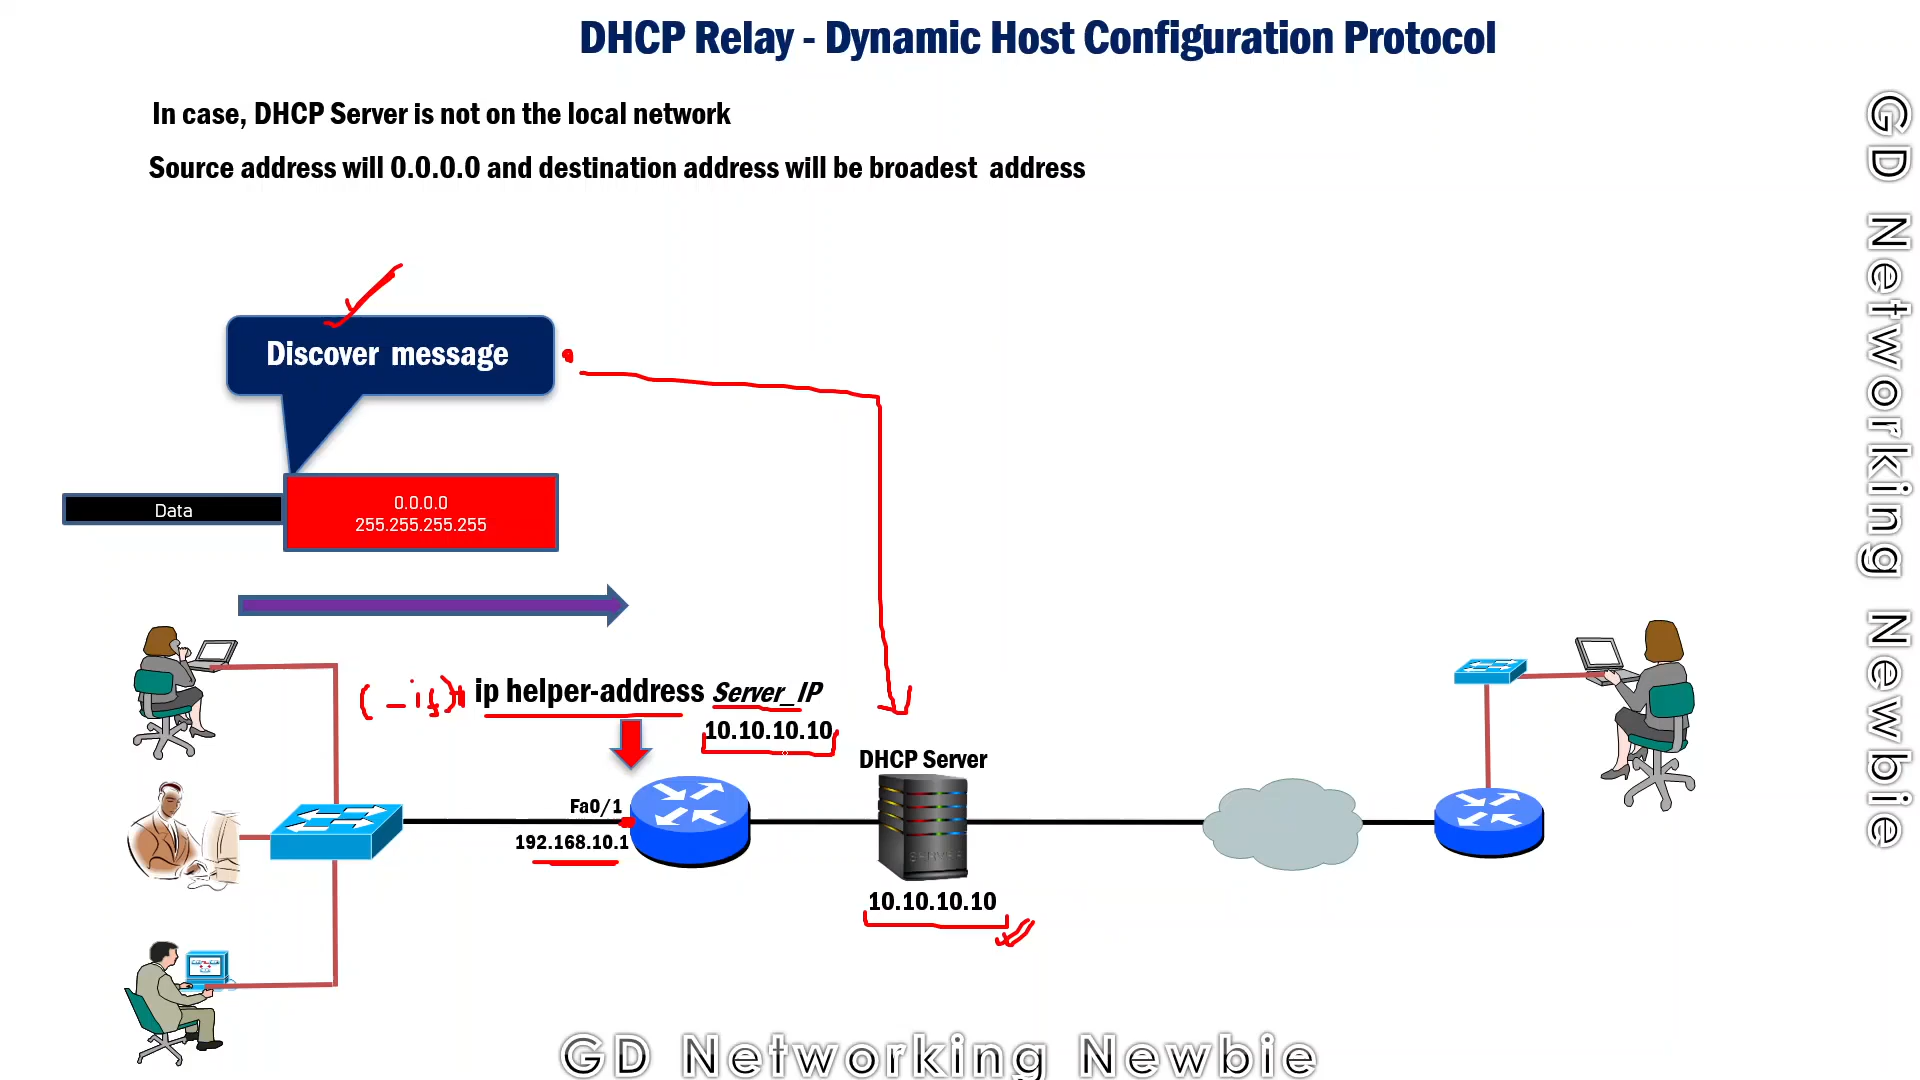 DHCP Relay - Dynamic Host Configuration Protocol
In case, DHCP Server is not on the local network
Source address will 0.0.0.0 and destination address will be broadest address
Discover message
Data
0.0.0.0
255.255.255.255
(-if)# ip helper-address Server_IP
10.10.10.10
DHCP Server
Fa0/1
192.168.10.1
10.10.10.10
GD Networking Newbie
GD Networking Newbie